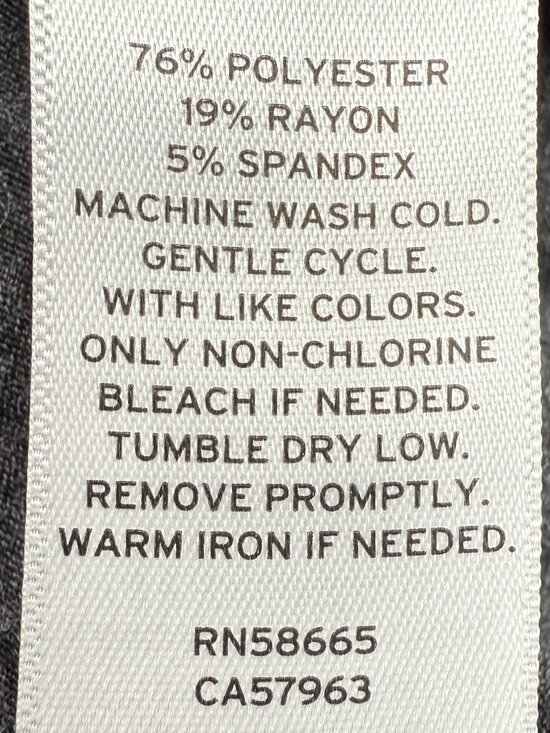 76% POLYESTER
19% RAYON
5% SPANDEX
MACHINE WASH COLD.
GENTLE CYCLE.
WITH LIKE COLORS.
ONLY NON-CHLORINE
BLEACH IF NEEDED.
TUMBLE DRY LOW.
REMOVE PROMPTLY.
WARM IRON IF NEEDED.
RN58665
CA57963